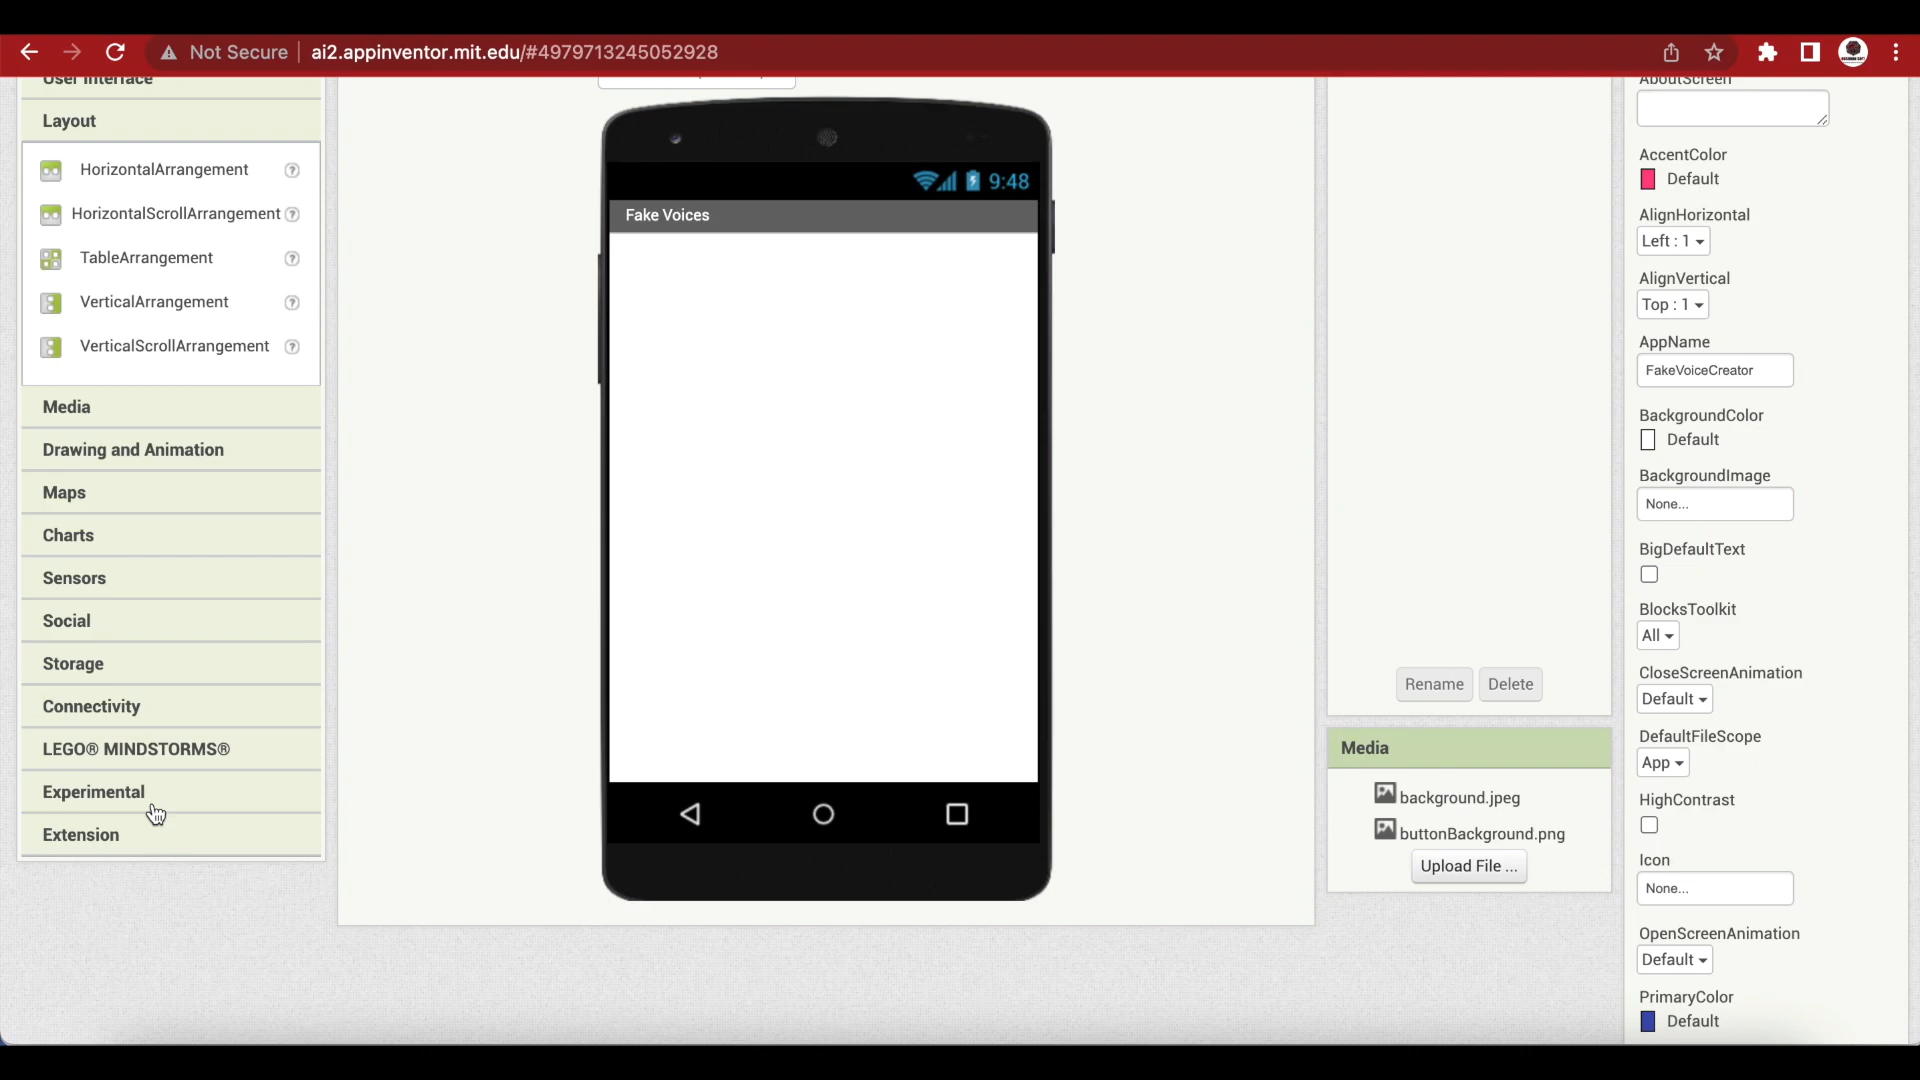 Not Secure
ai2.appinventor.mit.edu/#4979713245052928
User Interface
Layout
HorizontalArrangement
HorizontalScrollArrangement
TableArrangement
VerticalArrangement
VerticalScrollArrangement
Media
Drawing and Animation
Maps
Charts
Sensors
Social
Storage
Connectivity
LEGO® MINDSTORMS®
Experimental
Extension
9:48
Fake Voices
Rename
Delete
Media
background.jpeg
buttonBackground.png
Upload File ...
AboutScreen
AccentColor
Default
AlignHorizontal
Left : 1
AlignVertical
Top : 1
AppName
FakeVoiceCreator
BackgroundColor
Default
BackgroundImage
None...
BigDefaultText
BlocksToolkit
All
CloseScreenAnimation
Default
DefaultFileScope
App
HighContrast
Icon
None...
OpenScreenAnimation
Default
PrimaryColor
Default